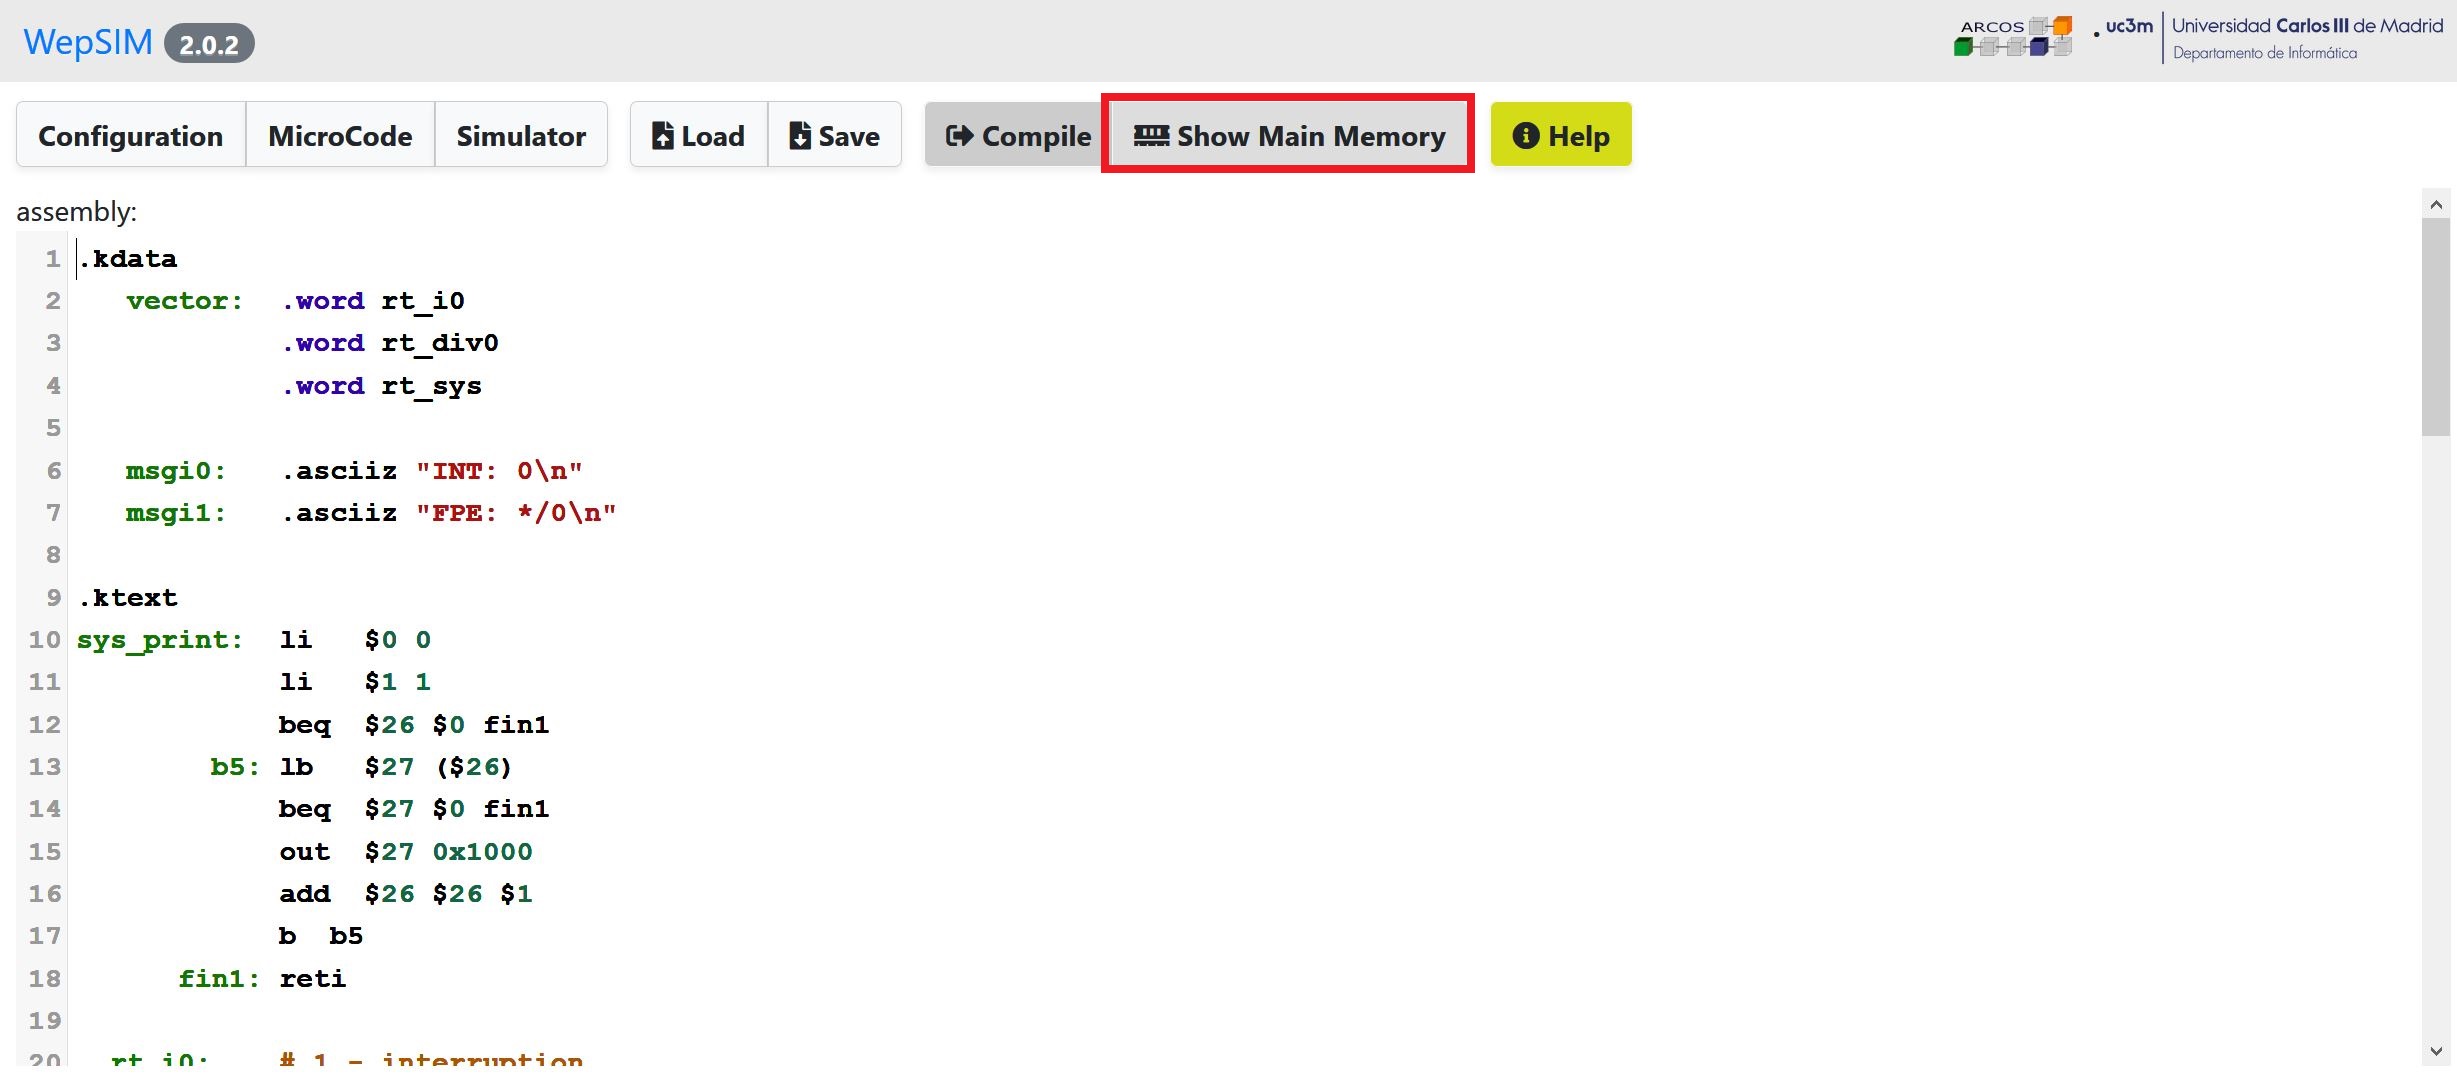 WepSIM 2.0.2
ARCOS
uc3m Universidad Carlos III de Madrid
Departamento de Informática
Configuration MicroCode Simulator Load Save Compile Show Main Memory Help
assembly:
1 .kdata
2 vector: .word rt_i0
3 .word rt_div0
4 .word rt_sys
5
6 msgi0: .asciiz "INT: 0\n"
7 msgi1: .asciiz "FPE: */0\n"
8
9 .ktext
10 sys_print: li $0 0
11 li $1 1
12 beq $26 $0 fin1
13 b5: lb $27 ($26)
14 beq $27 $0 fin1
15 out $27 0x1000
16 add $26 $26 $1
17 b b5
18 fin1: reti
19
20 rt_i0: # 1 - interruption